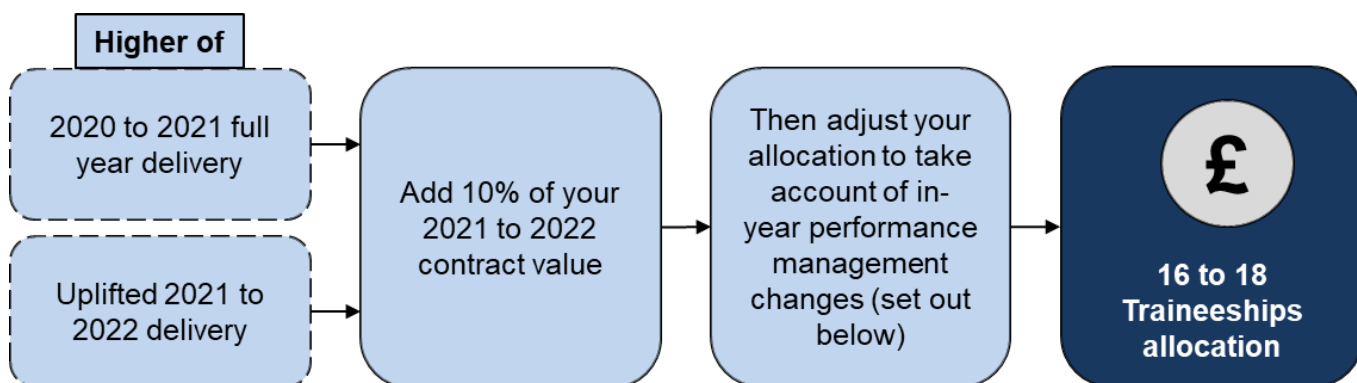 Higher of
2020 to 2021 full
year delivery
Uplifted 2021 to
2022 delivery
Add 10% of your
2021 to 2022
contract value
Then adjust your
allocation to take
account of in-
year performance
management
changes (set out
below)
£
16 to 18
Traineeships
allocation